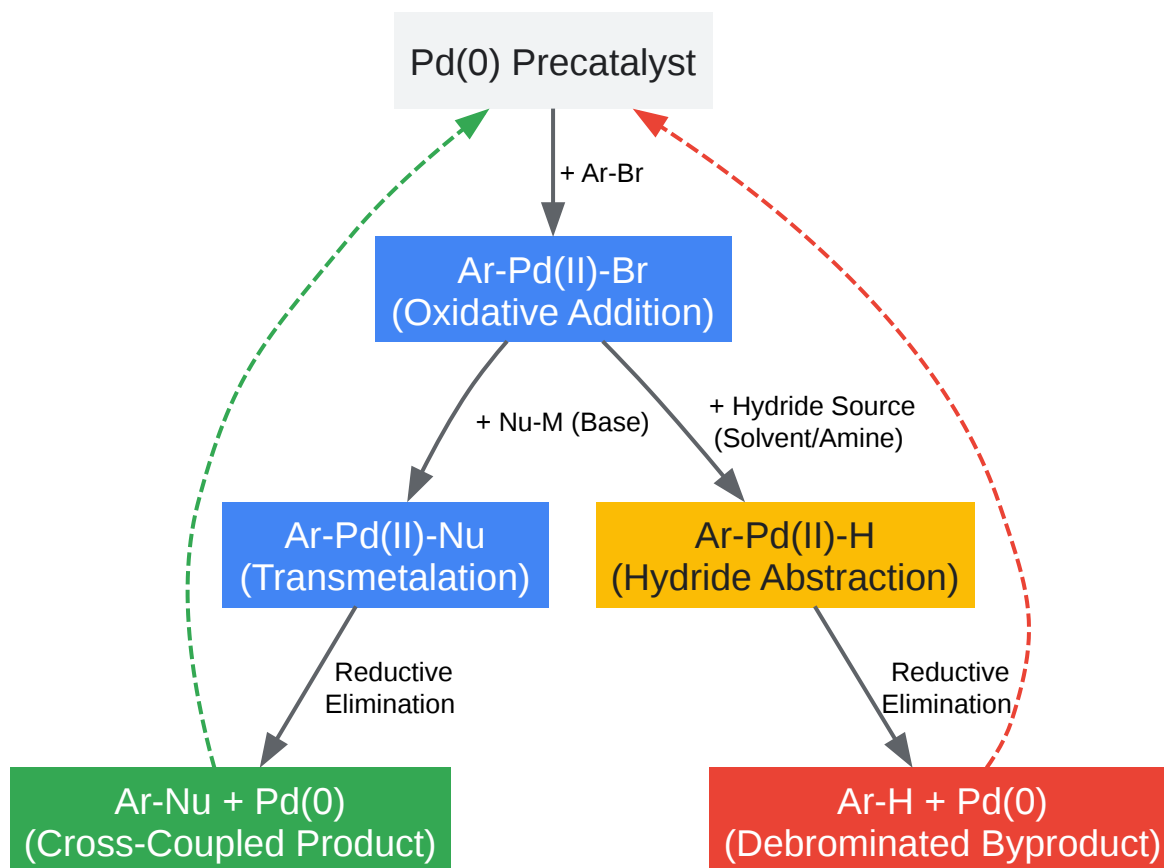 Pd(0) Precatalyst
+ Ar-Br
Ar-Pd(II)-Br
(Oxidative Addition)
+ Nu-M (Base)
+ Hydride Source
(Solvent/Amine)
Ar-Pd(II)-Nu
(Transmetalation)
Ar-Pd(II)-H
(Hydride Abstraction)
Reductive
Elimination
Reductive
Elimination
Ar-Nu + Pd(0)
(Cross-Coupled Product)
Ar-H + Pd(0)
(Debrominated Byproduct)